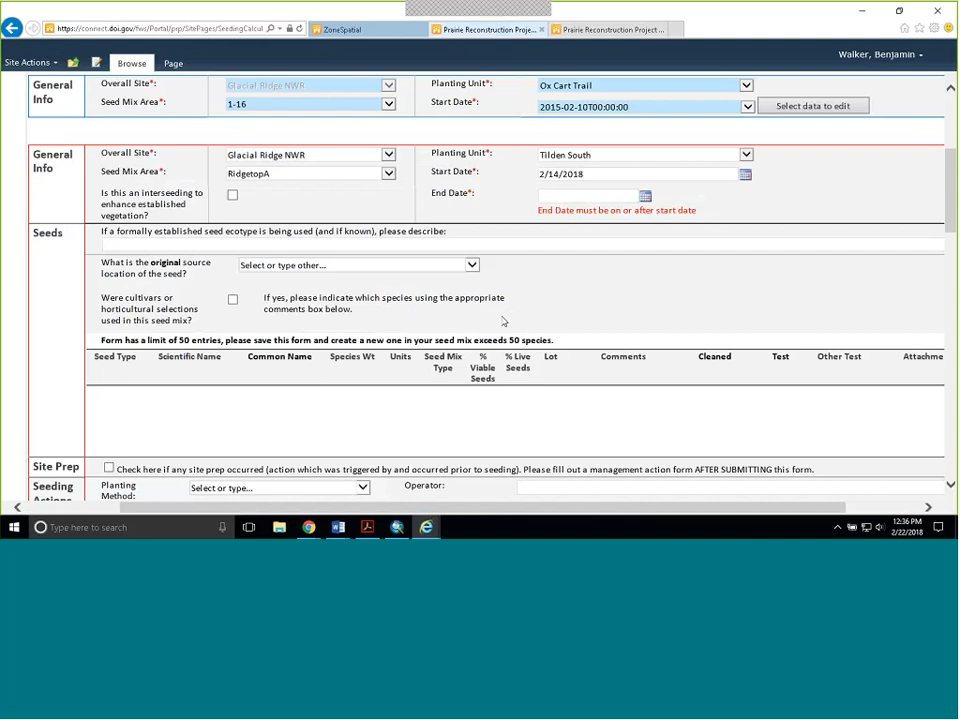 https://connect.doi.gov/fws/Portal/prp/SitePages/SeedingCalcul
ZoneSpatial
Prairie Reconstruction Proje...
Prairie Reconstruction Project ...
Site Actions
Browse
Page
Walker, Benjamin
General Info
Overall Site*:
Glacial Ridge NWR
Planting Unit*:
Ox Cart Trail
Seed Mix Area*:
1-16
Start Date*:
2015-02-10T00:00:00
Select data to edit
General Info
Overall Site*:
Glacial Ridge NWR
Planting Unit*:
Tilden South
Seed Mix Area*:
RidgetopA
Start Date*:
2/14/2018
Is this an interseeding to
enhance established
vegetation?
End Date*:
End Date must be on or after start date
Seeds
If a formally established seed ecotype is being used (and if known), please describe:
What is the original source
location of the seed?
Select or type other...
Were cultivars or
horticultural selections
used in this seed mix?
If yes, please indicate which species using the appropriate
comments box below.
Form has a limit of 50 entries, please save this form and create a new one in your seed mix exceeds 50 species.
Seed Type
Scientific Name
Common Name
Species Wt
Units
Seed Mix Type
% Viable Seeds
% Live Seeds
Lot
Comments
Cleaned
Test
Other Test
Attachme
Site Prep
Check here if any site prep occurred (action which was triggered by and occurred prior to seeding). Please fill out a management action form AFTER SUBMITTING this form.
Seeding
Actions
Planting
Method:
Select or type...
Operator:
Type here to search
12:36 PM
2/22/2018